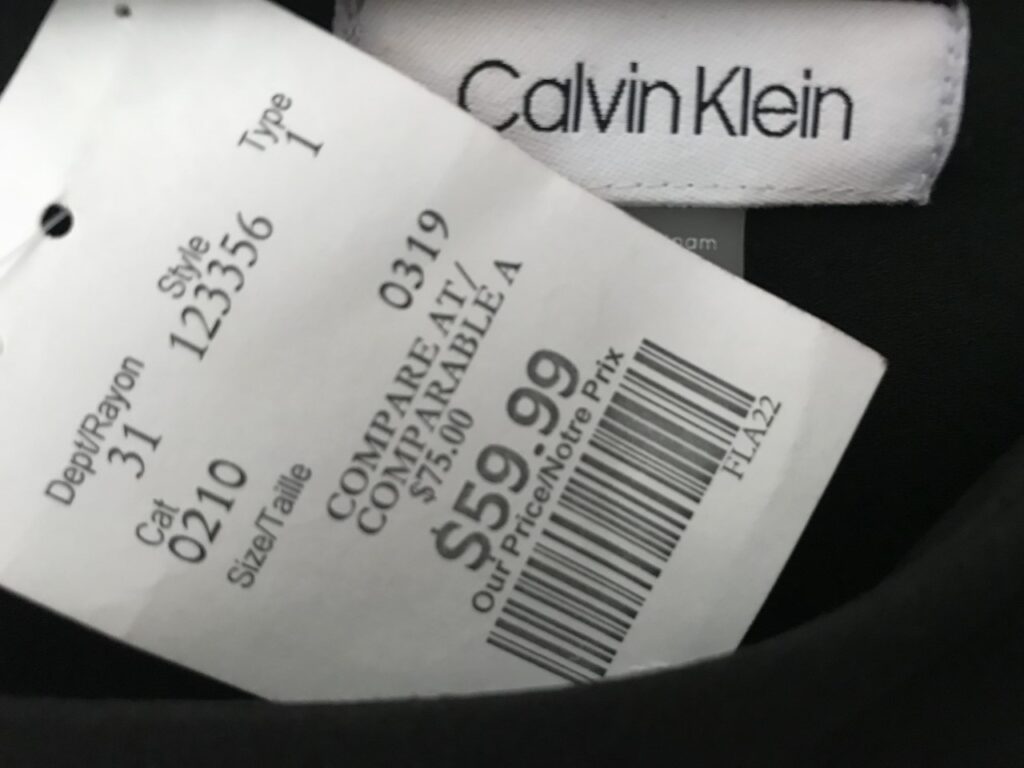 Calvin Klein
Type
1
Style
123356
Dept/Rayon
31
Cat
0210
Size/Taille
0319
COMPARE AT/
COMPARABLE A
$75.00
$59.99
Our Price/Notre Prix
FLA22